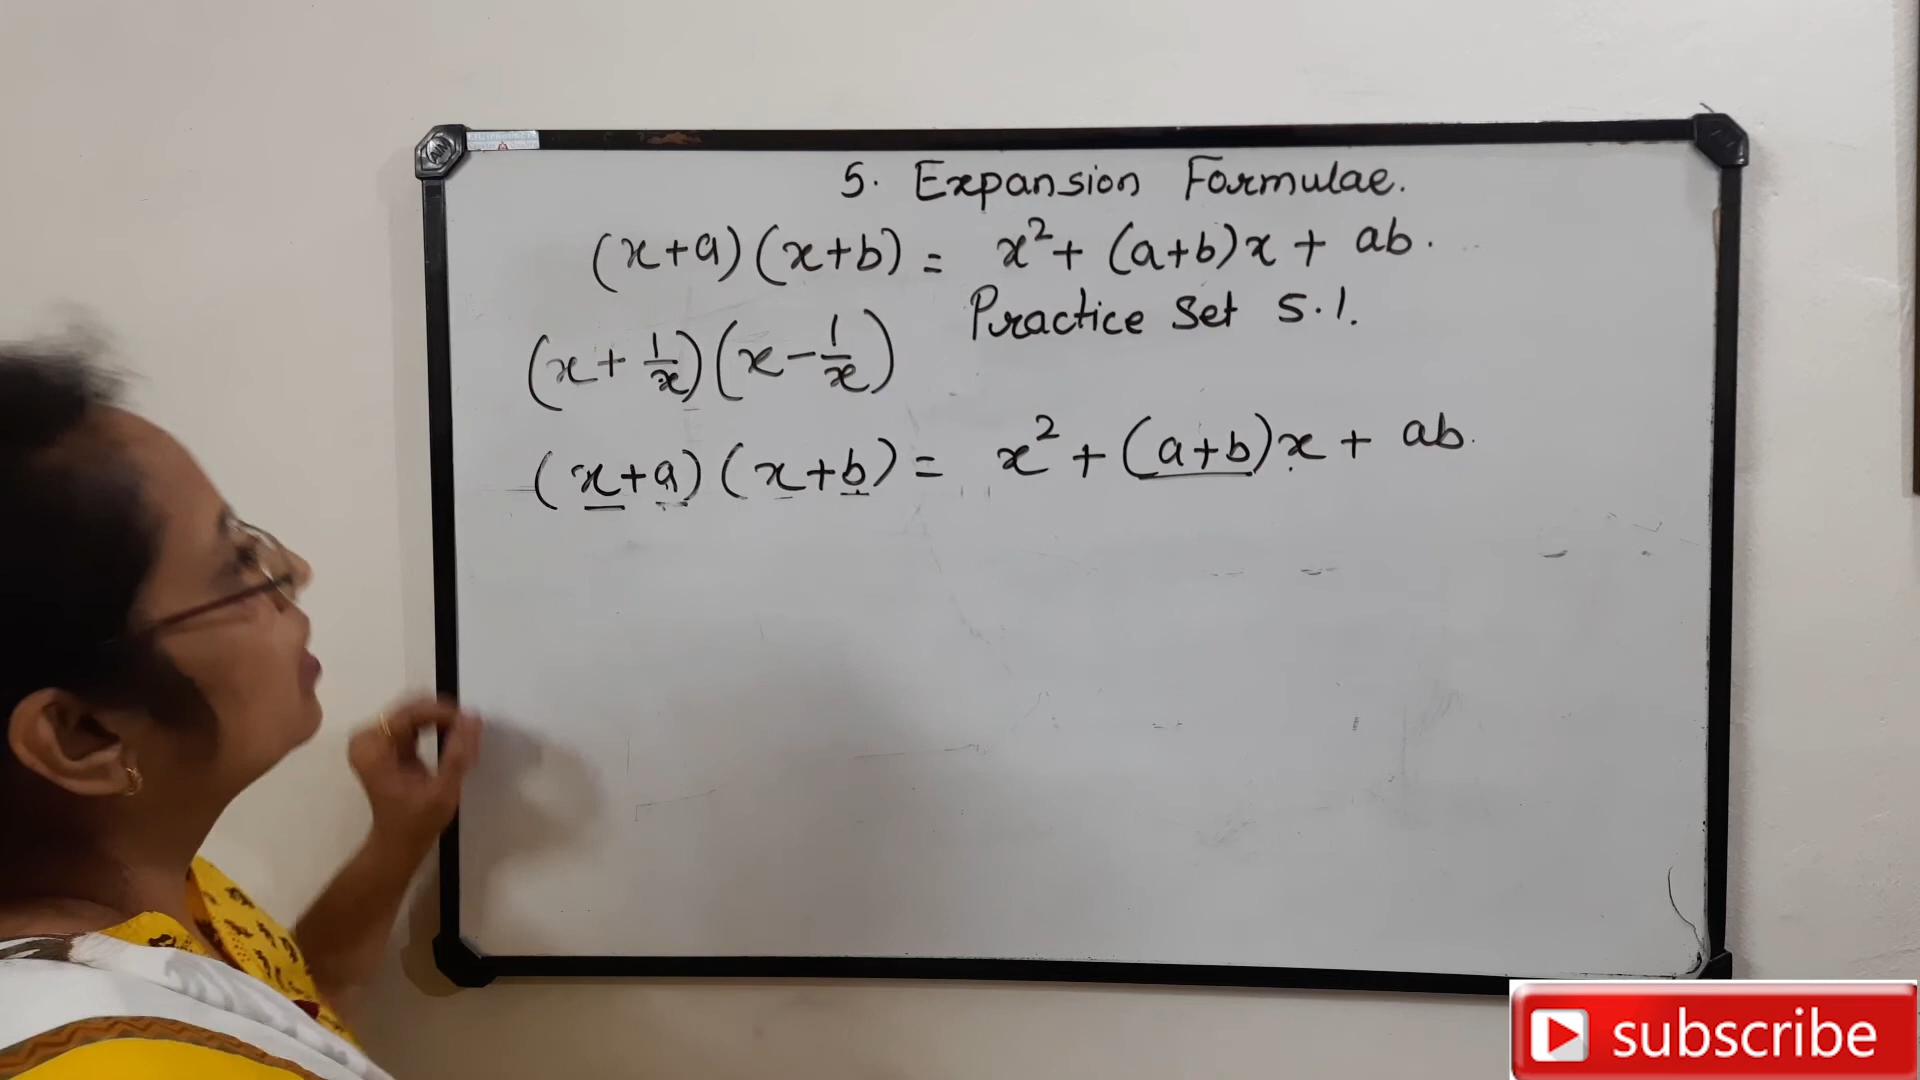 5. Expansion Formulae.
(x+a)(x+b) = x² + (a+b)x + ab.
Practice Set 5.1.
(x + 1/x)(x - 1/x)
(x+a)(x+b) = x² + (a+b)x + ab.
subscribe